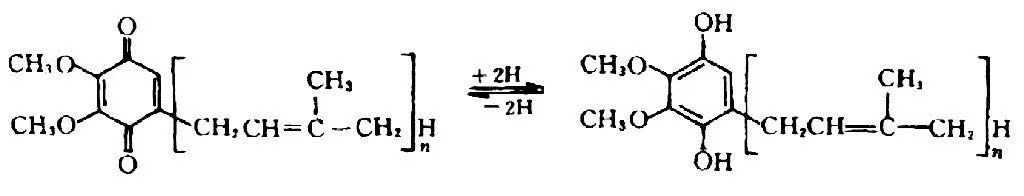 O
CH₃O
CH₃O
O
CH₃
CH₂CH=C-CH₂
H
n
+2H
-2H
OH
CH₃O
CH₃O
OH
CH₃
CH₂CH=C-CH₂
H
n